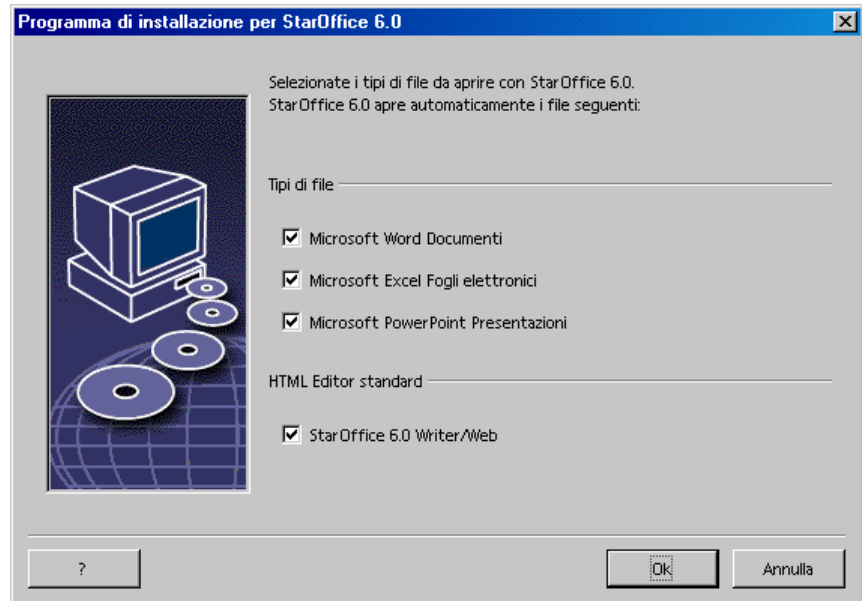 Programma di installazione per StarOffice 6.0
Selezionate i tipi di file da aprire con StarOffice 6.0.
StarOffice 6.0 apre automaticamente i file seguenti:
Tipi di file
Microsoft Word Documenti
Microsoft Excel Fogli elettronici
Microsoft PowerPoint Presentazioni
HTML Editor standard
StarOffice 6.0 Writer/Web
?
Ok
Annulla